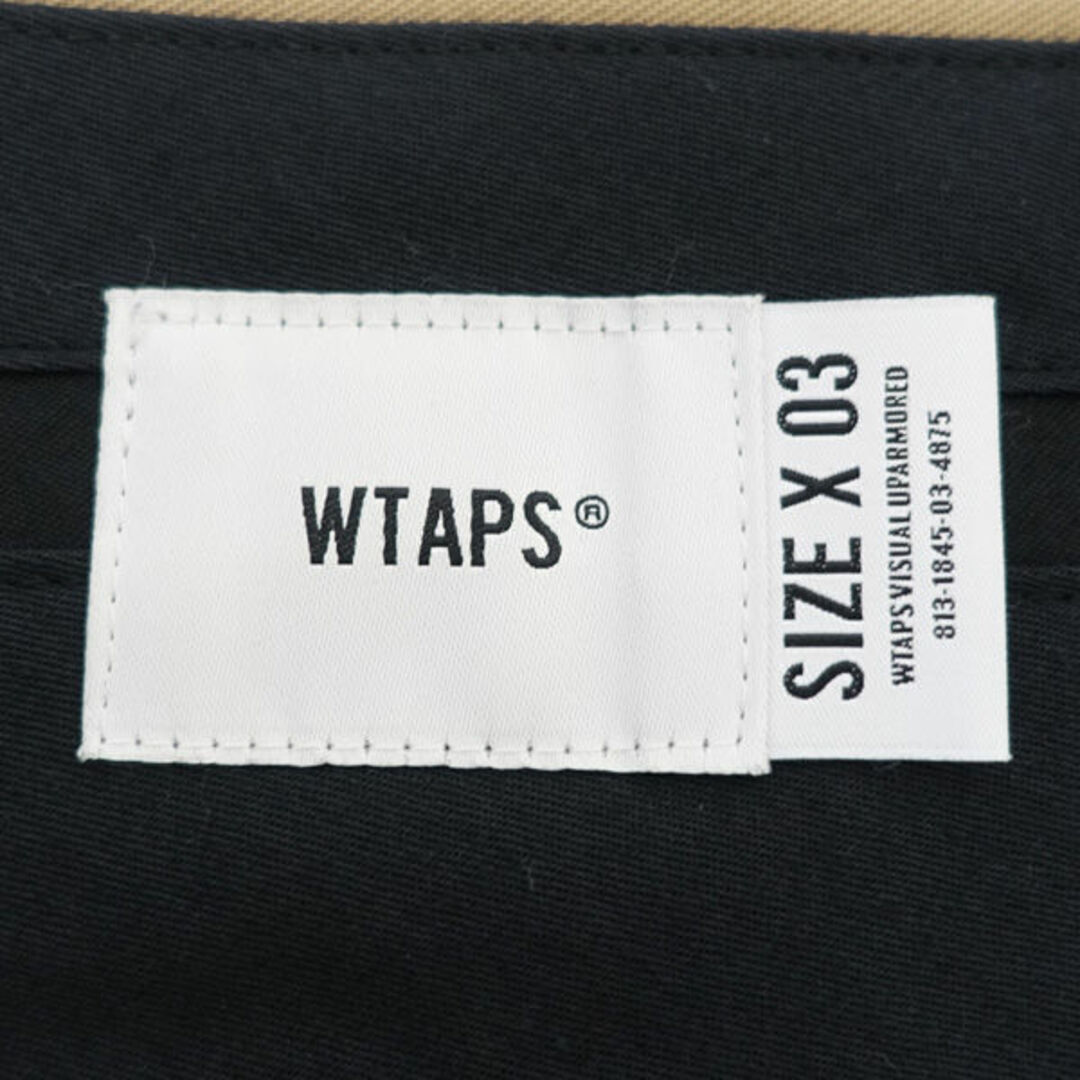 WTAPS®
SIZE X 03
WTAPS VISUAL UPARMORED
813-1845-03-4875